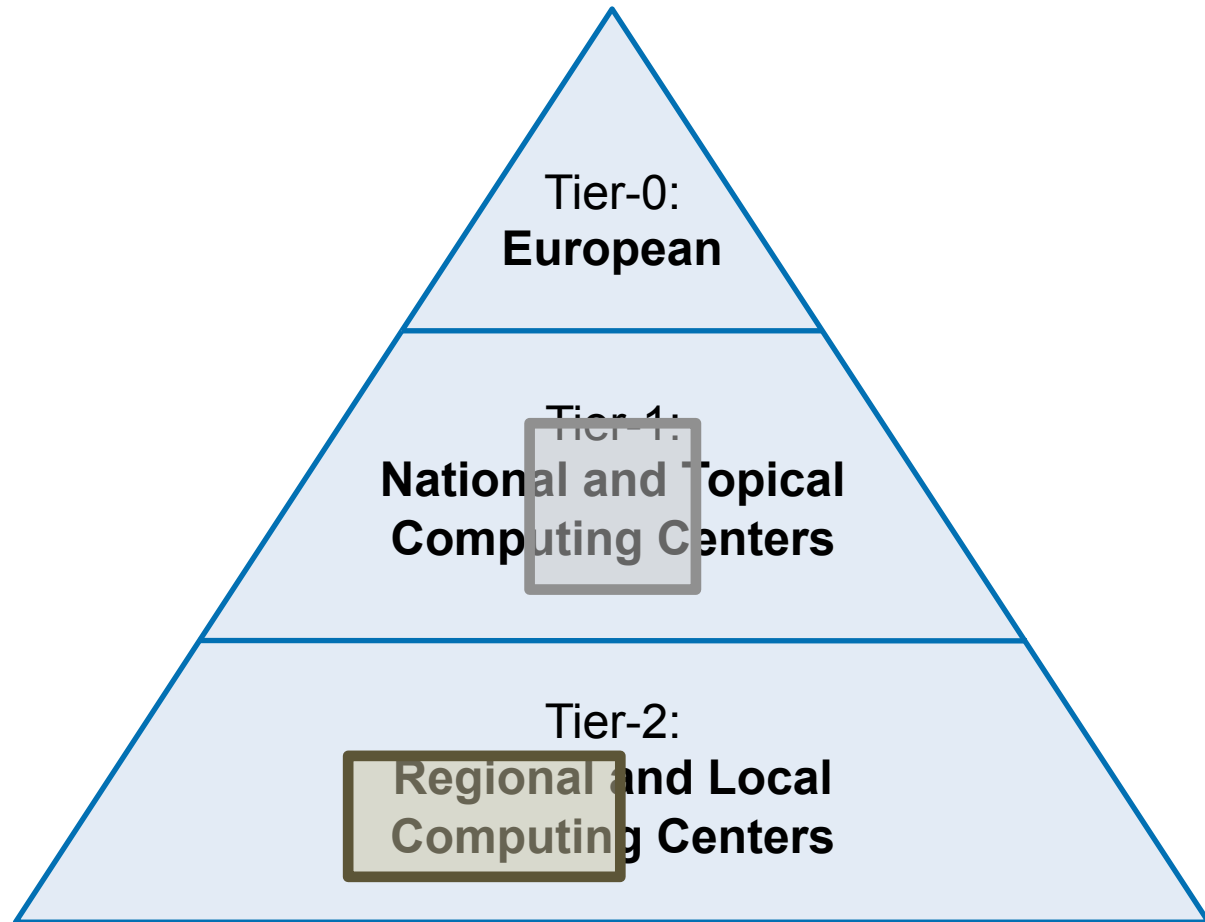 Tier-0:
European
Tier-1:
National and Topical
Computing Centers
Tier-2:
Regional and Local
Computing Centers